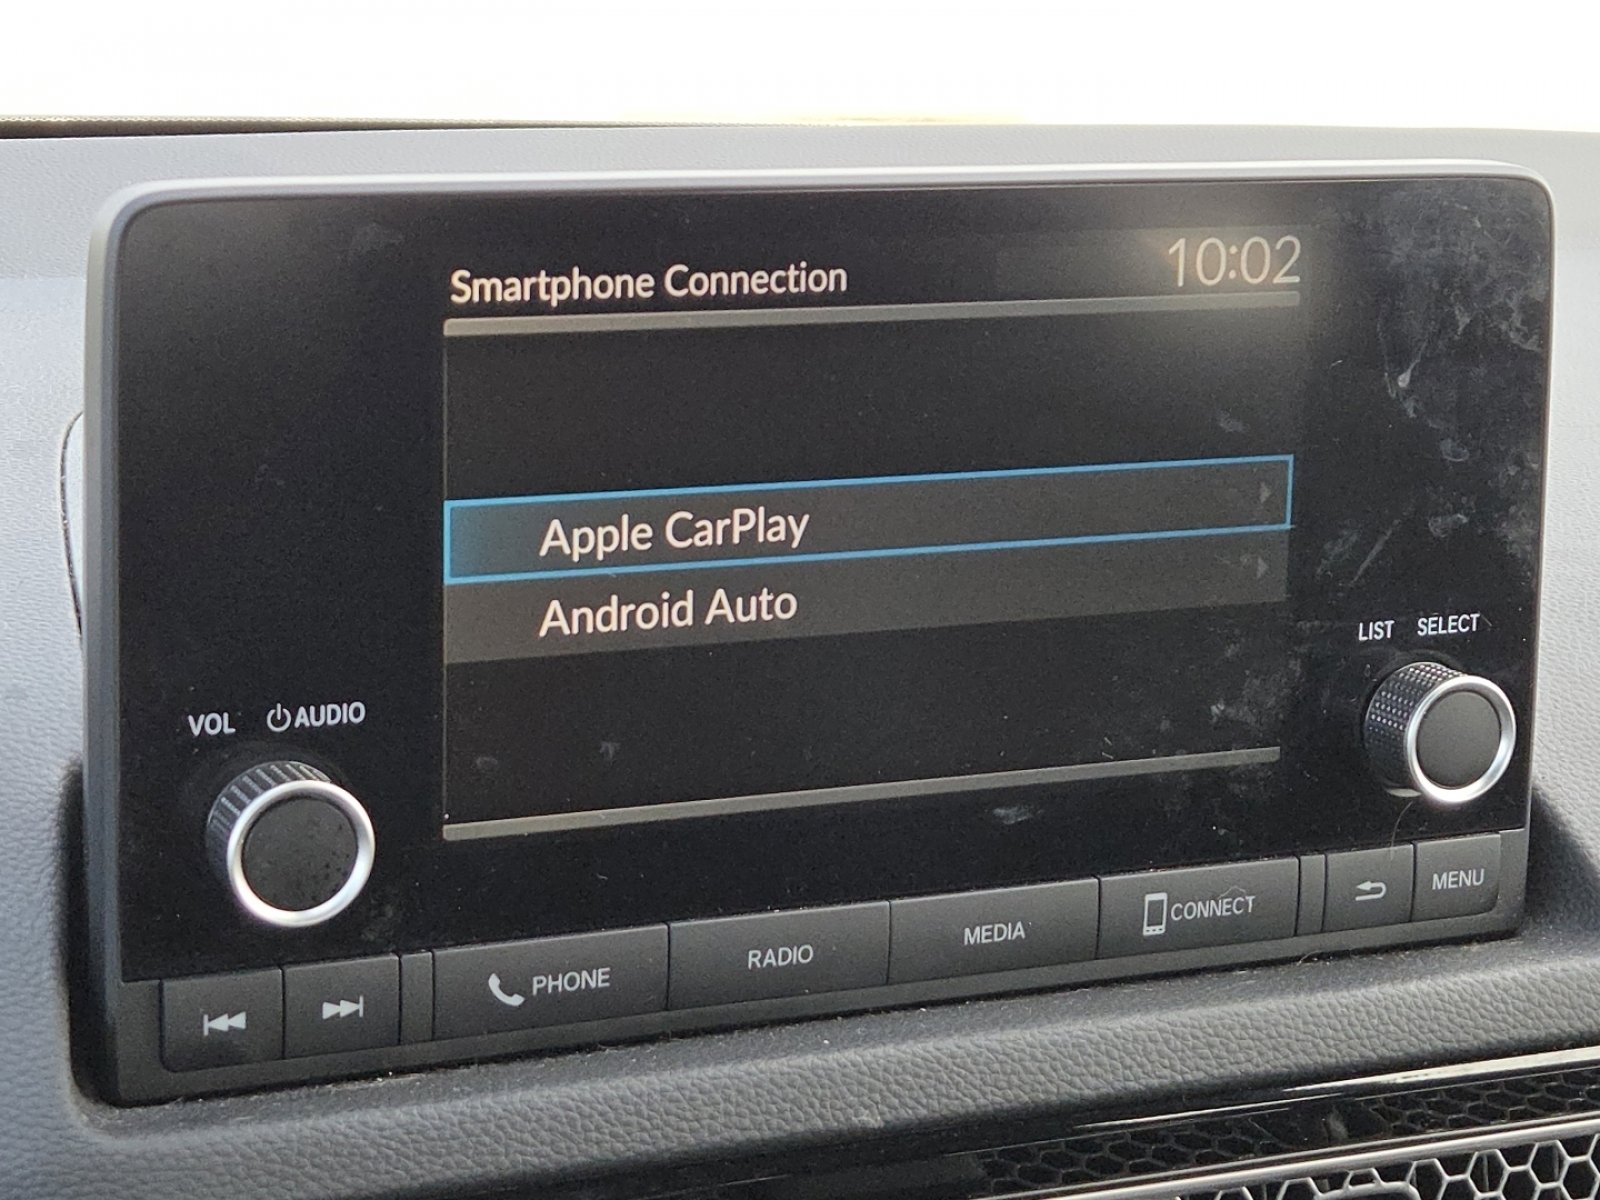 Smartphone Connection 10:02
Apple CarPlay
Android Auto
VOL AUDIO
LIST SELECT
PHONE
RADIO
MEDIA
CONNECT
MENU